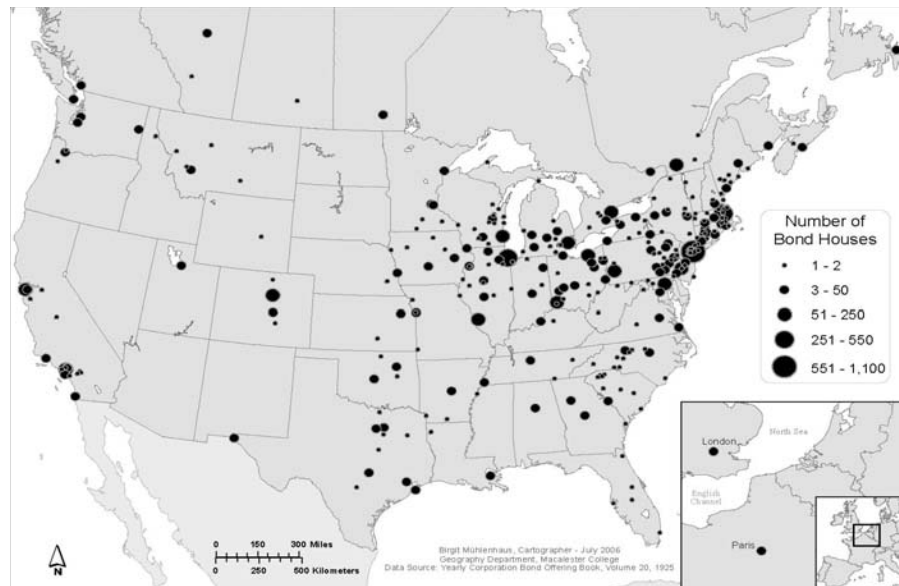 Number of
Bond Houses
1 - 2
3 - 50
51 - 250
251 - 550
551 - 1,100
London
North Sea
English
Channel
Paris
0 150 300 Miles
0 250 500 Kilometers
N
Birgit Mühlenhaus, Cartographer - July 2006
Geography Department, Macalester College
Data Source: Yearly Corporation Bond Offering Book, Volume 20, 1925